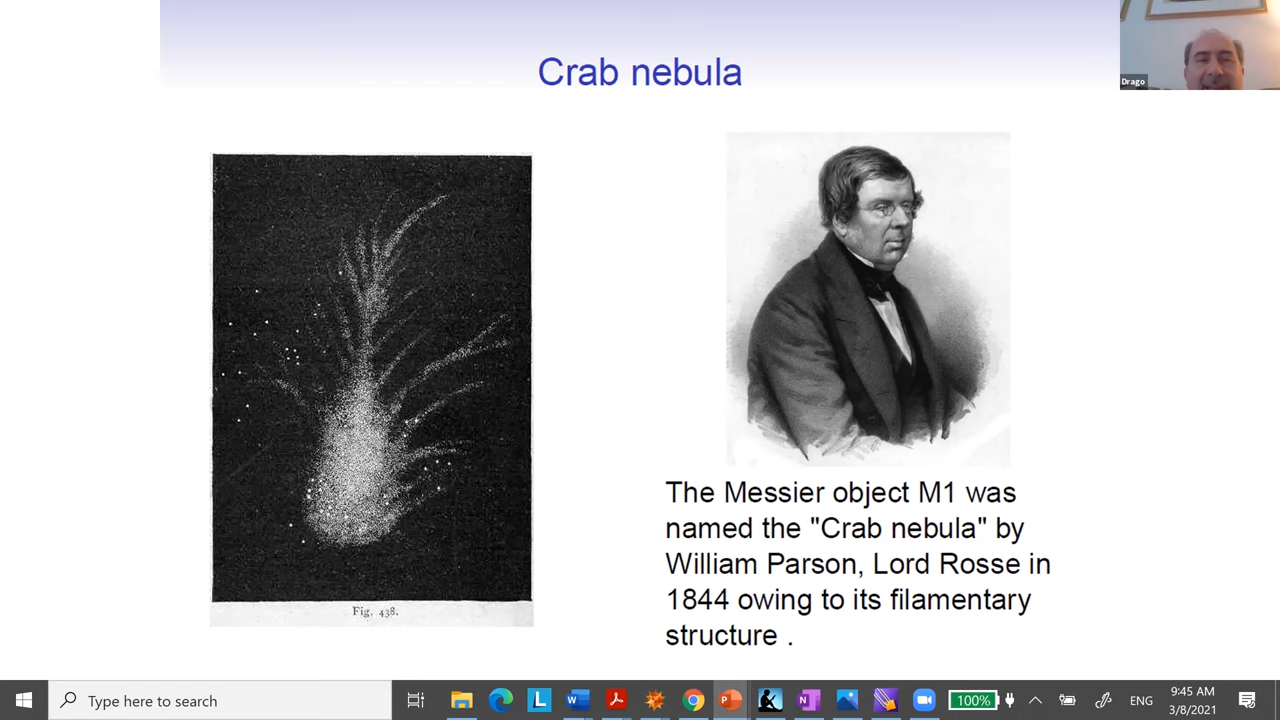 Crab nebula
Drago
Fig. 438.
The Messier object M1 was
named the "Crab nebula" by
William Parson, Lord Rosse in
1844 owing to its filamentary
structure .
Type here to search
L
W
P
N
100%
ENG
9:45 AM
3/8/2021